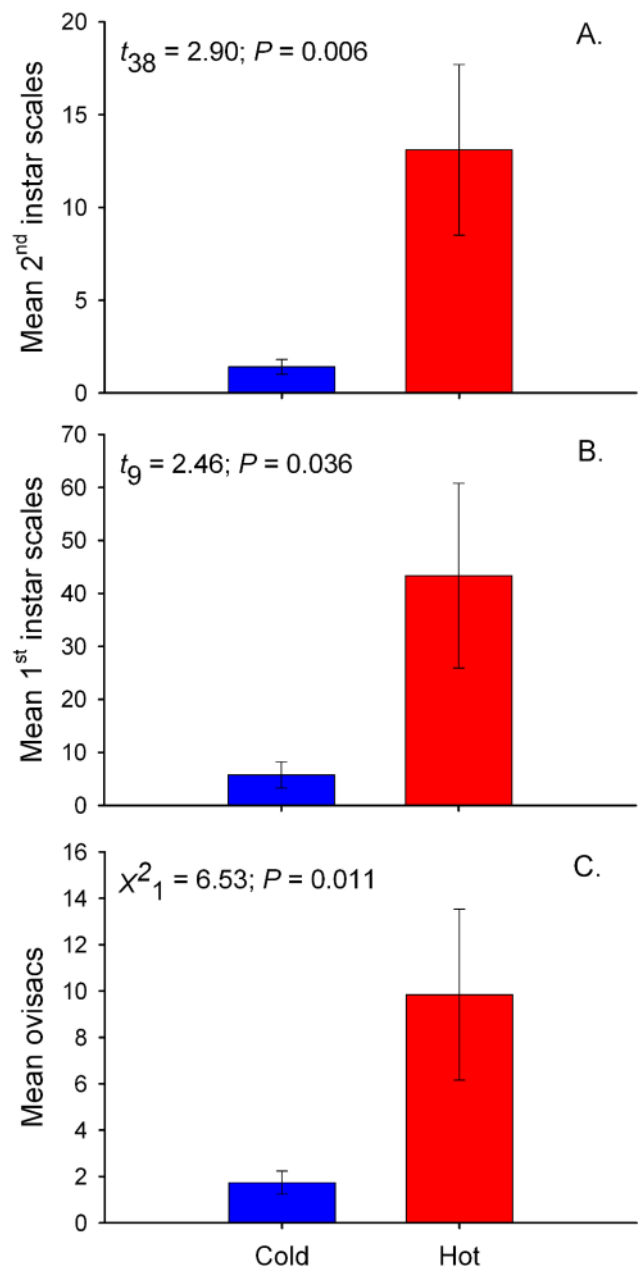 A.
t38 = 2.90; P = 0.006
Mean 2nd instar scales
20
15
10
5
0
B.
t9 = 2.46; P = 0.036
Mean 1st instar scales
70
60
50
40
30
20
10
0
C.
X21 = 6.53; P = 0.011
Mean ovisacs
16
14
12
10
8
6
4
2
0
Cold Hot